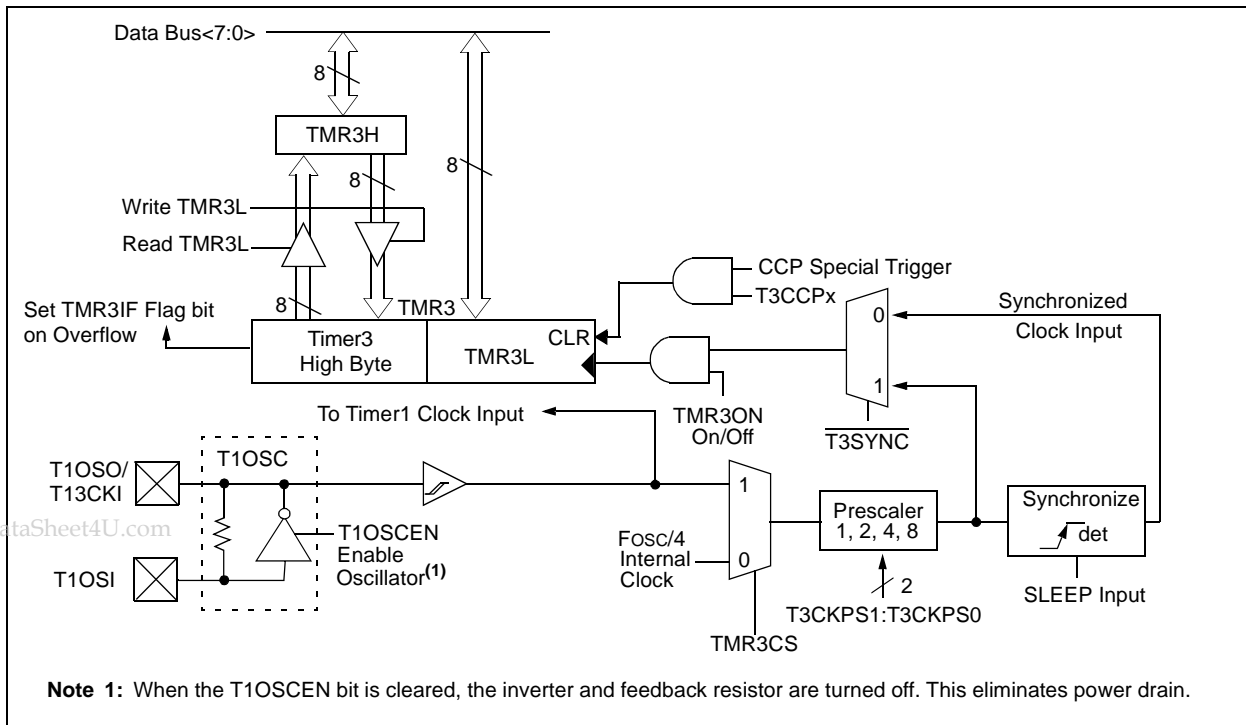 Data Bus<7:0>
8
TMR3H
8
8
Write TMR3L
Read TMR3L
8
TMR3
CCP Special Trigger
T3CCPx
Set TMR3IF Flag bit
on Overflow
Timer3
High Byte
TMR3L
CLR
0
1
Synchronized
Clock Input
To Timer1 Clock Input
TMR3ON
On/Off
T3SYNC
T1OSO/
T13CKI
T1OSC
1
Prescaler
1, 2, 4, 8
Synchronize
det
ataSheet4U.com
T1OSCEN
Enable
Oscillator(1)
FOSC/4
Internal
Clock
0
T1OSI
2
SLEEP Input
T3CKPS1:T3CKPS0
TMR3CS
Note 1: When the T1OSCEN bit is cleared, the inverter and feedback resistor are turned off. This eliminates power drain.